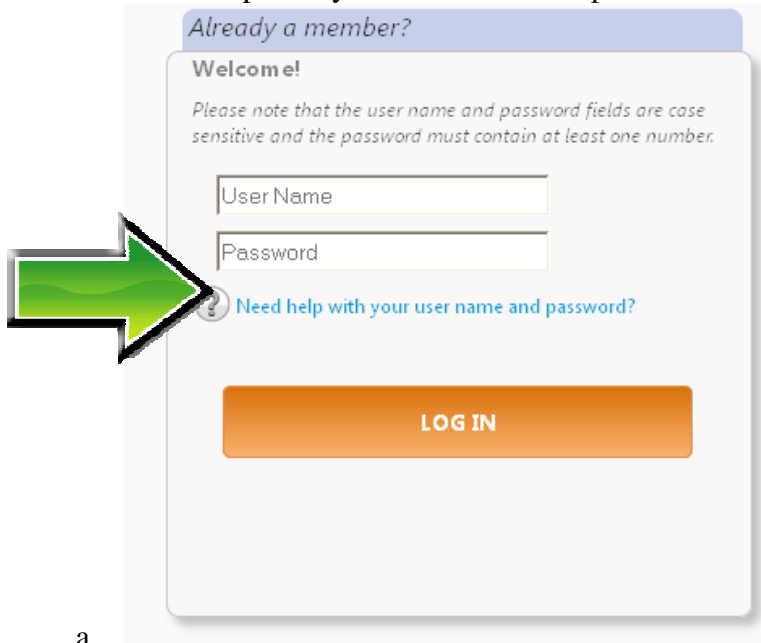 Already a member?
Welcome!
Please note that the user name and password fields are case
sensitive and the password must contain at least one number.
User Name
Password
? Need help with your user name and password?
LOG IN
a